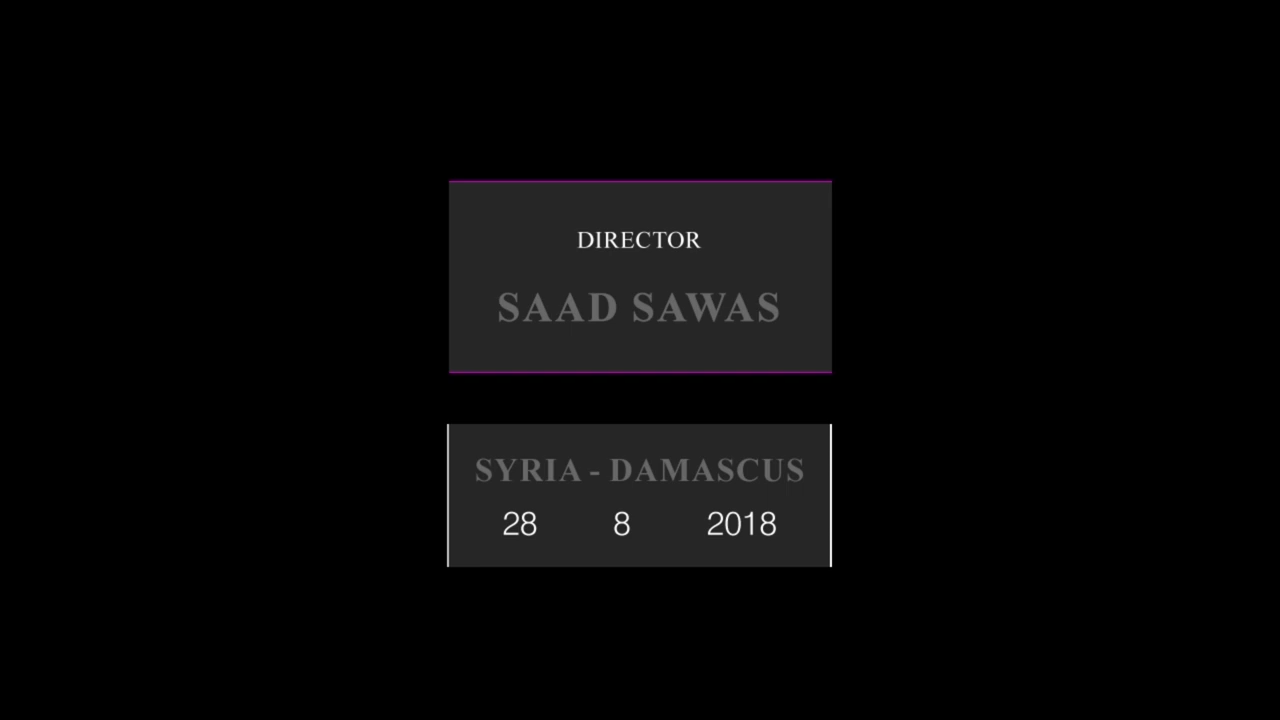 DIRECTOR
SAAD SAWAS
SYRIA - DAMASCUS
28 8 2018